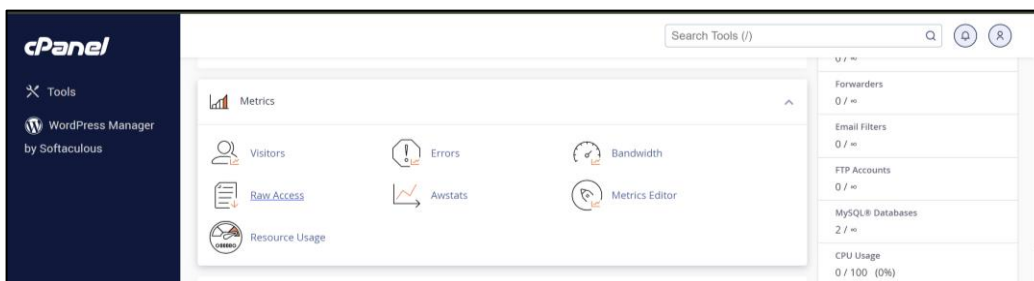 cPanel
Tools
WordPress Manager
by Softaculous
Search Tools (/)
Metrics
Visitors
Errors
Bandwidth
Raw Access
Awstats
Metrics Editor
Resource Usage
0 / ∞
Forwarders
0 / ∞
Email Filters
0 / ∞
FTP Accounts
0 / ∞
MySQL® Databases
2 / ∞
CPU Usage
0 / 100 (0%)